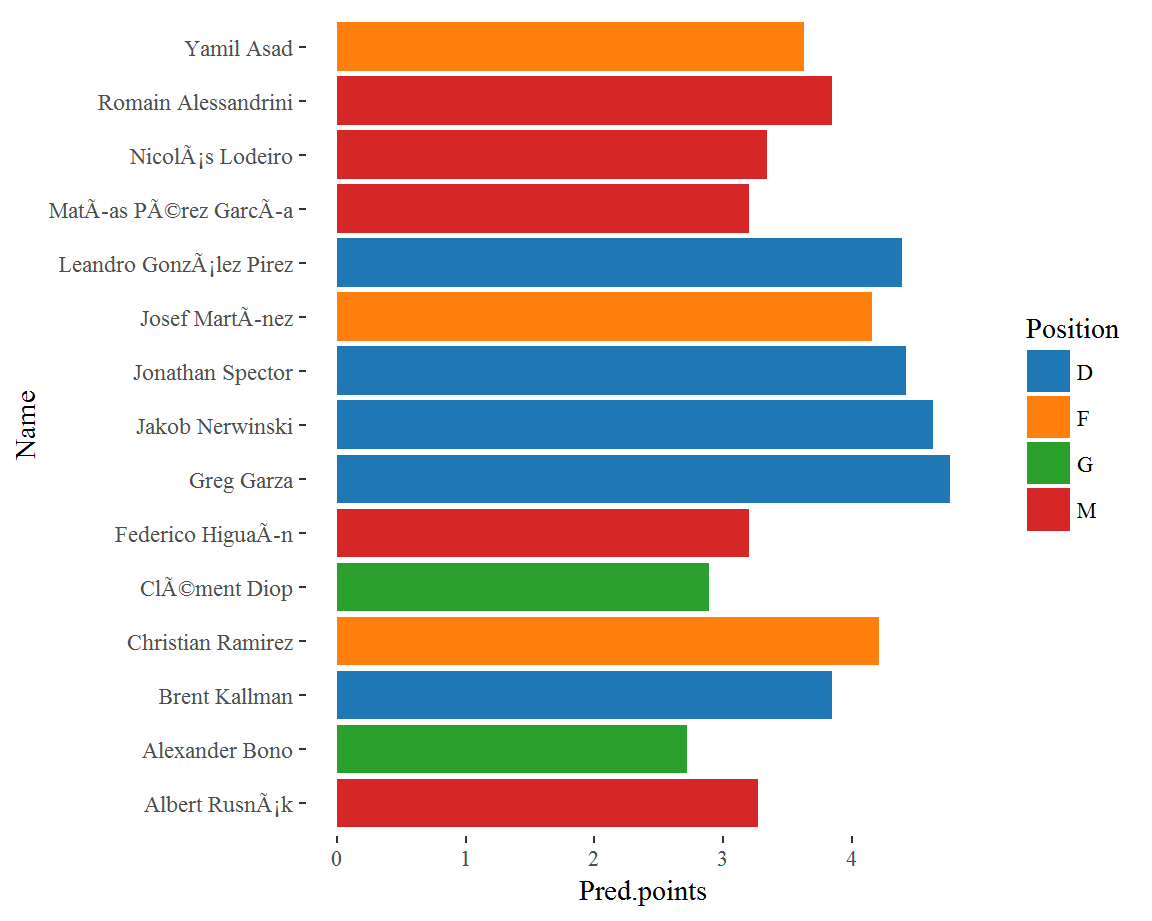 Yamil Asad
Romain Alessandrini
NicolÃ¡s Lodeiro
MatÃ-as PÃ©rez GarcÃ-a
Leandro GonzÃ¡lez Pirez
Josef MartÃ-nez
Jonathan Spector
Jakob Nerwinski
Greg Garza
Federico HiguaÃ-n
ClÃ©ment Diop
Christian Ramirez
Brent Kallman
Alexander Bono
Albert RusnÃ¡k
Name
0 1 2 3 4
Pred.points
Position
D
F
G
M